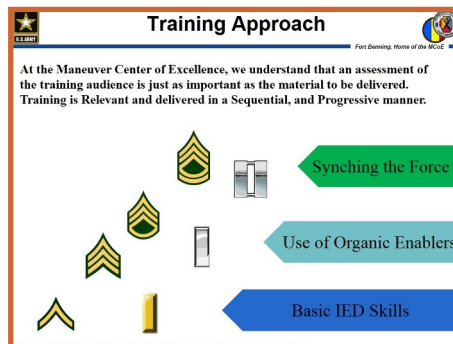 Training Approach
U.S.ARMY
Fort Benning, Home of the MCoE
At the Maneuver Center of Excellence, we understand that an assessment of
the training audience is just as important as the material to be delivered.
Training is Relevant and delivered in a Sequential, and Progressive manner.
Synching the Force
Use of Organic Enablers
Basic IED Skills